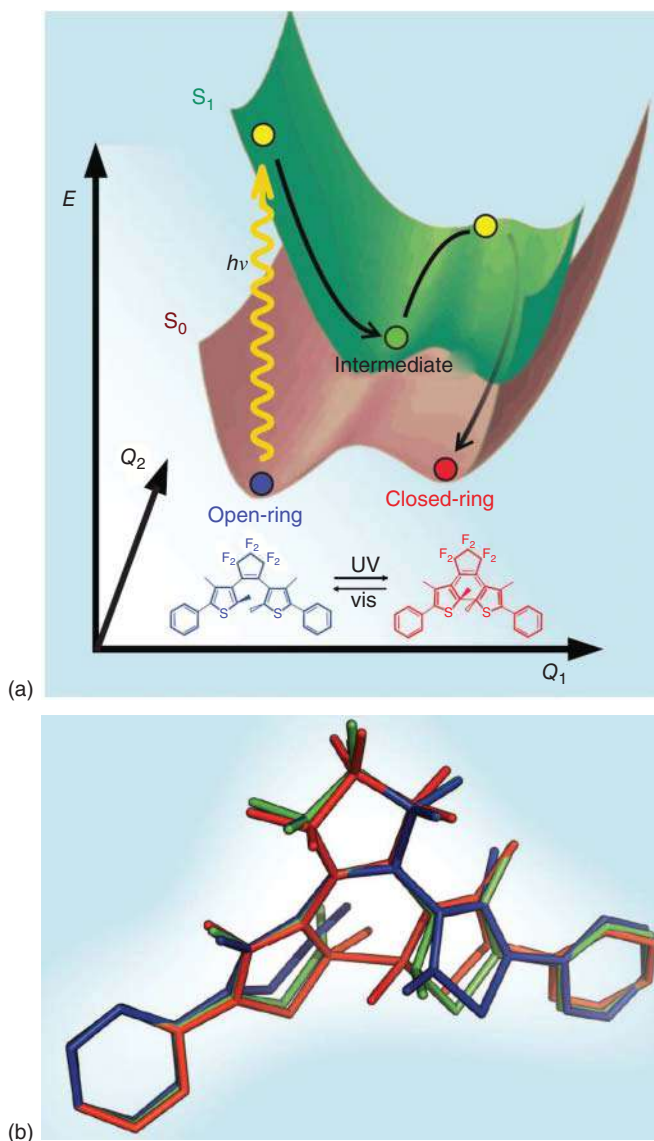 S₁
E
hν
S₀
Intermediate
Q₂
Open-ring
Closed-ring
F₂
F₂
F₂
UV
vis
S
S
F₂
F₂
F₂
S
S
Q₁
(a)
(b)